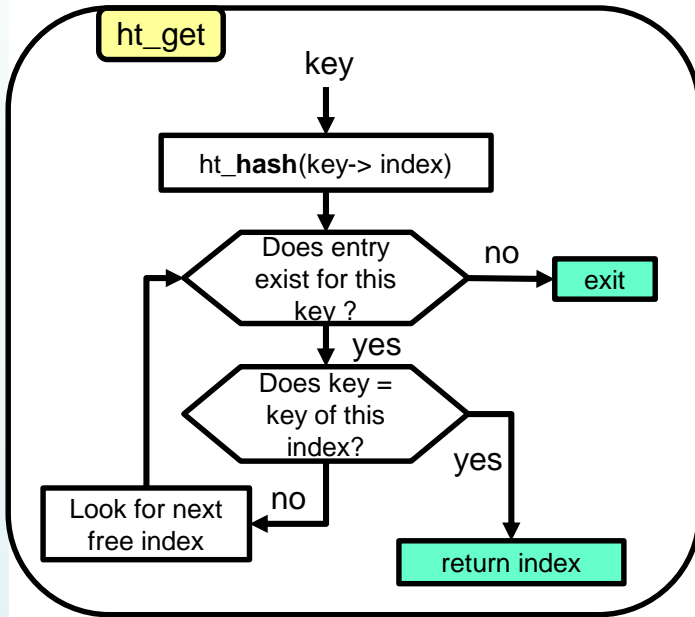 ht_get
key
ht_hash(key-> index)
Does entry
exist for this
key ?
no
exit
yes
Does key =
key of this
index?
yes
no
Look for next
free index
return index